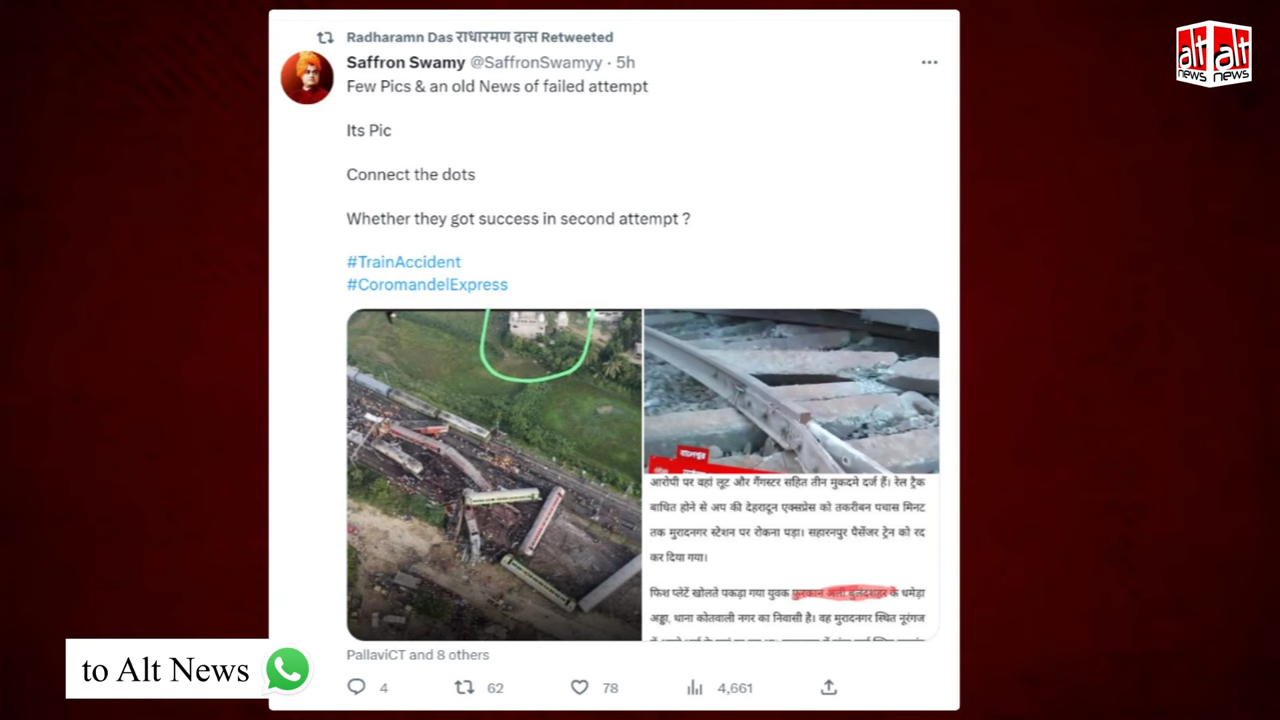 Radharamn Das राधारमण दास Retweeted
Saffron Swamy @SaffronSwamyy · 5h
Few Pics & an old News of failed attempt
Its Pic
Connect the dots
Whether they got success in second attempt ?
#TrainAccident
#CoromandelExpress
आरोपी पर वहां लूट और गैंगस्टर सहित तीन मुकदमे दर्ज हैं। रेल ट्रैक
बाधित होने से अप की देहरादून एक्सप्रेस को तकरीबन पचास मिनट
तक मुरादनगर स्टेशन पर रोकना पड़ा। सहारनपुर पैसेंजर ट्रेन को रद
कर दिया गया।
फिश प्लेटें खोलते पकड़ा गया युवक फुरकान अली बुलंदशहर के धमेड़ा
अड्डा, थाना कोतवाली नगर का निवासी है। वह मुरादनगर स्थित नूरगंज
PallaviCT and 8 others
4
62
78
4,661
alt alt
news news
to Alt News